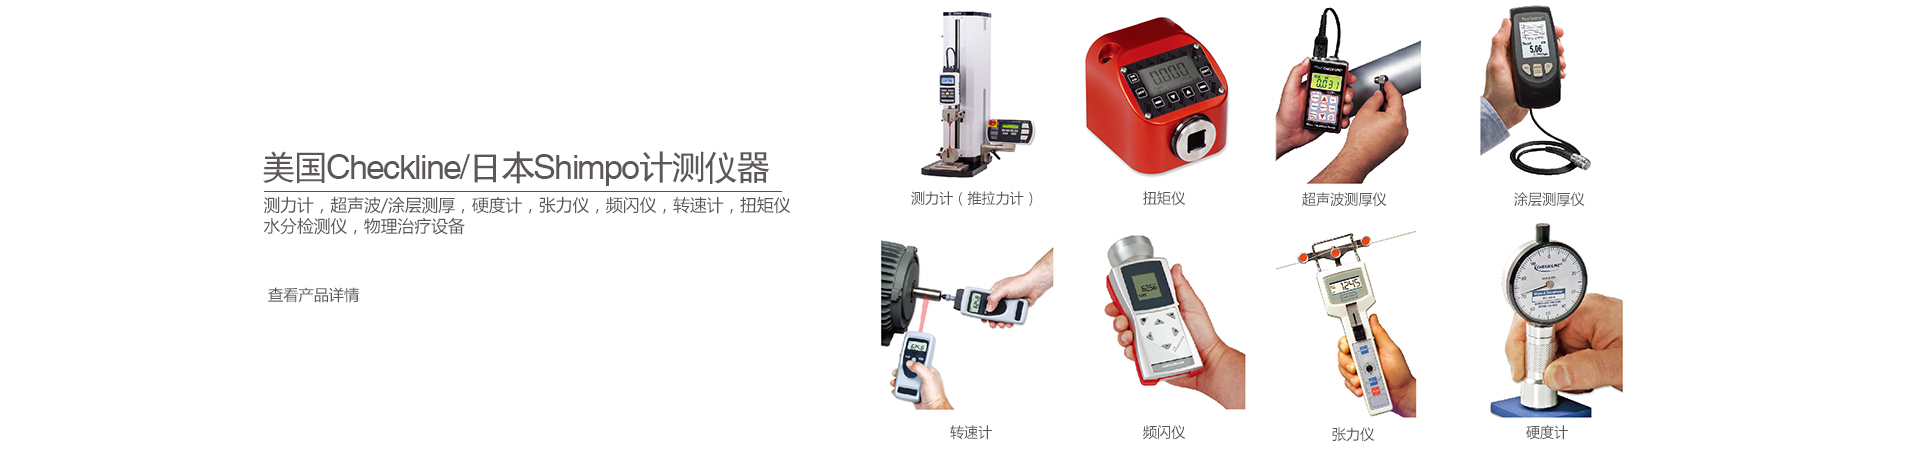 美国Checkline/日本Shimpo计测仪器
测力计，超声波/涂层测厚，硬度计，张力仪，频闪仪，转速计，扭矩仪
水分检测仪，物理治疗设备
查看产品详情
测力计（推拉力计）
扭矩仪
超声波测厚仪
涂层测厚仪
转速计
频闪仪
张力仪
硬度计
0.000
0.031
5.06
6256
1245
CHECK-LINE